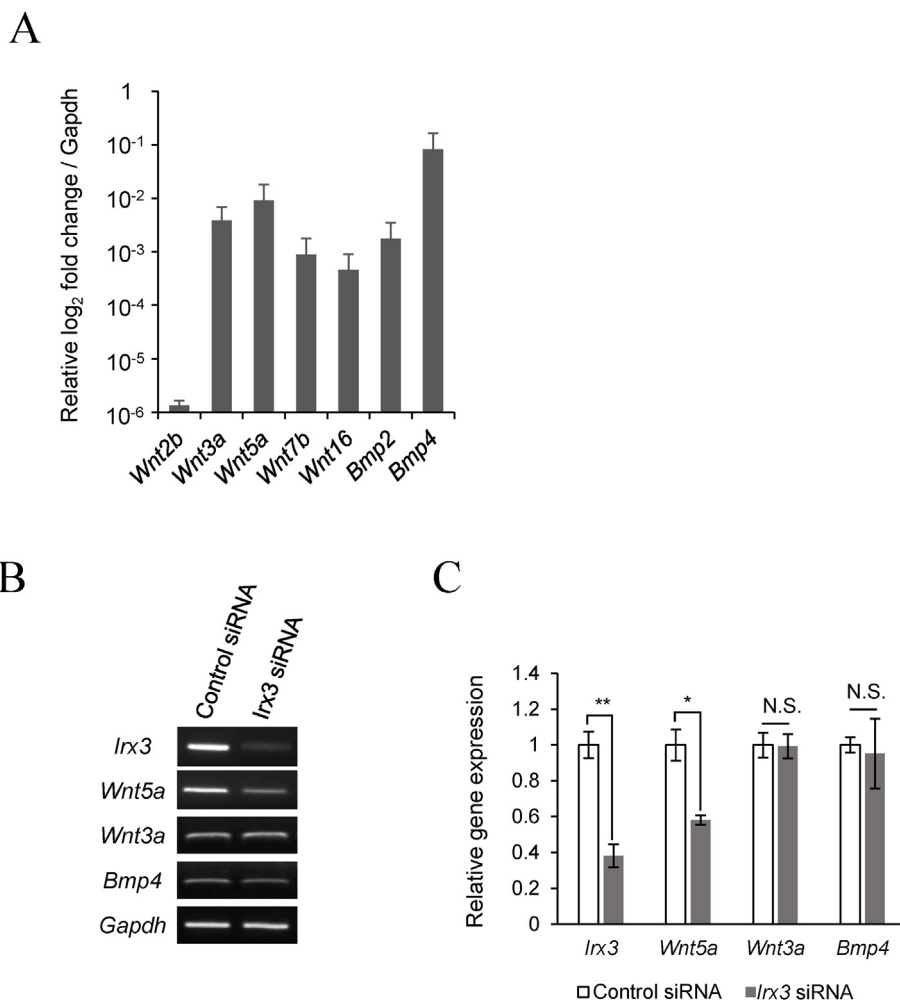 A
Relative log₂ fold change / Gapdh
1
10⁻¹
10⁻²
10⁻³
10⁻⁴
10⁻⁵
10⁻⁶
Wnt2b
Wnt3a
Wnt5a
Wnt7b
Wnt16
Bmp2
Bmp4
B
Control siRNA
Irx3 siRNA
Irx3
Wnt5a
Wnt3a
Bmp4
Gapdh
C
Relative gene expression
1.4
1.2
1
0.8
0.6
0.4
0.2
0
**
*
N.S.
N.S.
Irx3
Wnt5a
Wnt3a
Bmp4
Control siRNA
Irx3 siRNA